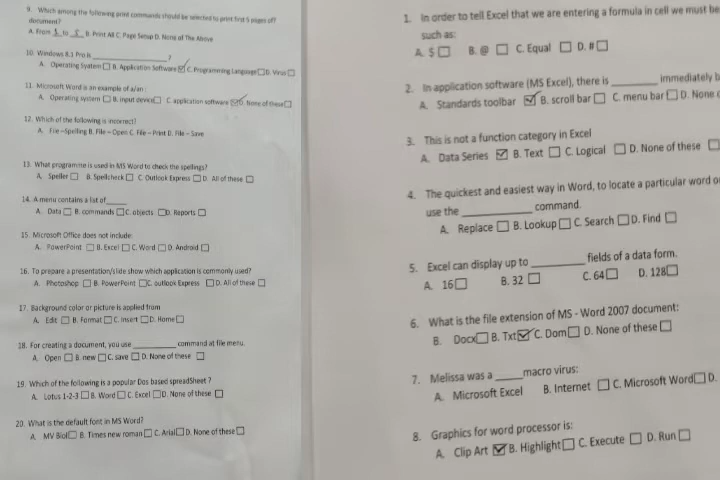 9. Which among the following print commands should be selected to print first 5 pages of?
document?
A. From 1 to 5 B. Print All C. Page Setup D. None of The Above
10. Windows 8.1 Pro is ____________?
A. Operating System ☐ B. Application Software ☑ C. Programming Language ☐ D. Virus ☐
11. Microsoft Word is an example of a/an:
A. Operating system ☐ B. Input device ☐ C application software ☑ D. None of these ☐
12. Which of the following is incorrect?
A. File –Spelling B. File – Open C. File – Print D. File – Save
13. What programme is used in MS Word to check the spellings?
A. Speller ☐ B. Spellcheck ☐ C. Outlook Express ☐ D. All of these ☐
14. A menu contains a list of_____
A. Data ☐ B. commands ☐ C. objects ☐ D. Reports ☐
15. Microsoft Office does not include:
A. PowerPoint ☐ B. Excel ☐ C. Word ☐ D. Android ☐
16. To prepare a presentation/slide show which application is commonly used?
A. Photoshop ☐ B. PowerPoint ☐ C. outlook Express ☐ D. All of these ☐
17. Background color or picture is applied from
A. Edit ☐ B. Format ☐ C. Insert ☐ D. Home ☐
18. For creating a document, you use __________ command at file menu.
A. Open ☐ B. new ☐ C. save ☐ D. None of these ☐
19. Which of the following is a popular Dos based spreadSheet ?
A. Lotus 1-2-3 ☐ B. Word ☐ C. Excel ☐ D. None of these ☐
20. What is the default font in MS Word?
A. MV Boli ☐ B. Times new roman ☐ C. Arial ☐ D. None of these ☐
1. In order to tell Excel that we are entering a formula in cell we must be
such as:
A. $ ☐ B. @ ☐ C. Equal ☐ D. # ☐
2. In application software (MS Excel), there is ________ immediately b
A. Standards toolbar ☑ B. scroll bar ☐ C. menu bar ☐ D. None
3. This is not a function category in Excel
A. Data Series ☑ B. Text ☐ C. Logical ☐ D. None of these ☐
4. The quickest and easiest way in Word, to locate a particular word o
use the ____________ command.
A. Replace ☐ B. Lookup ☐ C. Search ☐ D. Find ☐
5. Excel can display up to _________ fields of a data form.
A. 16 ☐ B. 32 ☐ C. 64 ☐ D. 128 ☐
6. What is the file extension of MS - Word 2007 document:
B. Docx ☐ B. Txt ☑ C. Dom ☐ D. None of these ☐
7. Melissa was a _____ macro virus:
A. Microsoft Excel B. Internet ☐ C. Microsoft Word ☐ D.
8. Graphics for word processor is:
A. Clip Art ☑ B. Highlight ☐ C. Execute ☐ D. Run ☐